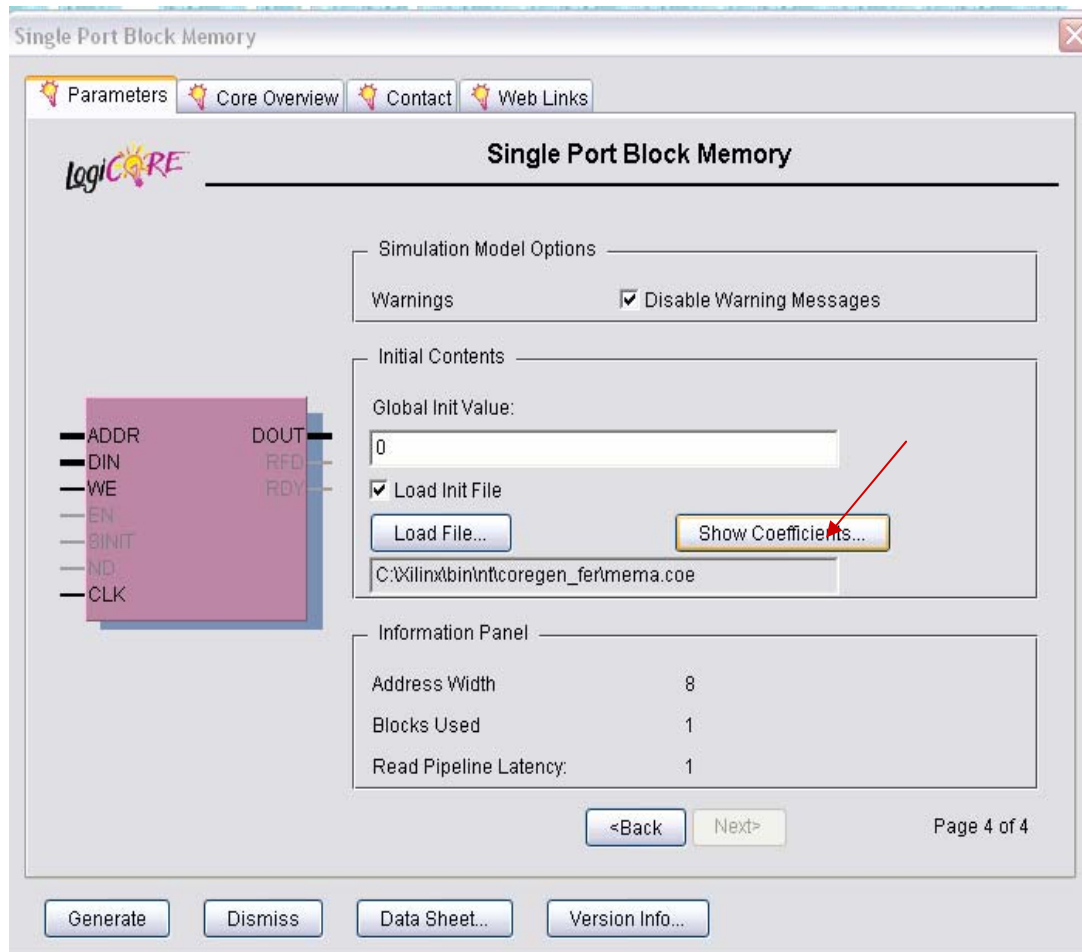 Single Port Block Memory
Parameters Core Overview Contact Web Links
LogiCORE
Single Port Block Memory
Simulation Model Options
Warnings Disable Warning Messages
Initial Contents
Global Init Value:
0
Load Init File
Load File... Show Coefficients...
C:\Xilinx\bin\nt\coregen_fer\mema.coe
ADDR DOUT
DIN RFD
WE RDY
EN
SINIT
ND
CLK
Information Panel
Address Width 8
Blocks Used 1
Read Pipeline Latency: 1
<Back Next> Page 4 of 4
Generate Dismiss Data Sheet... Version Info...